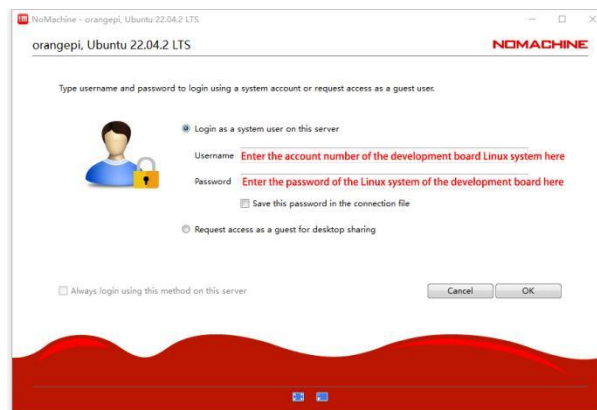 NoMachine - orangepi, Ubuntu 22.04.2 LTS
orangepi, Ubuntu 22.04.2 LTS
NOMACHINE
Type username and password to login using a system account or request access as a guest user.
Login as a system user on this server
Username Enter the account number of the development board Linux system here
Password Enter the password of the Linux system of the development board here
Save this password in the connection file
Request access as a guest for desktop sharing
Always login using this method on this server
Cancel OK